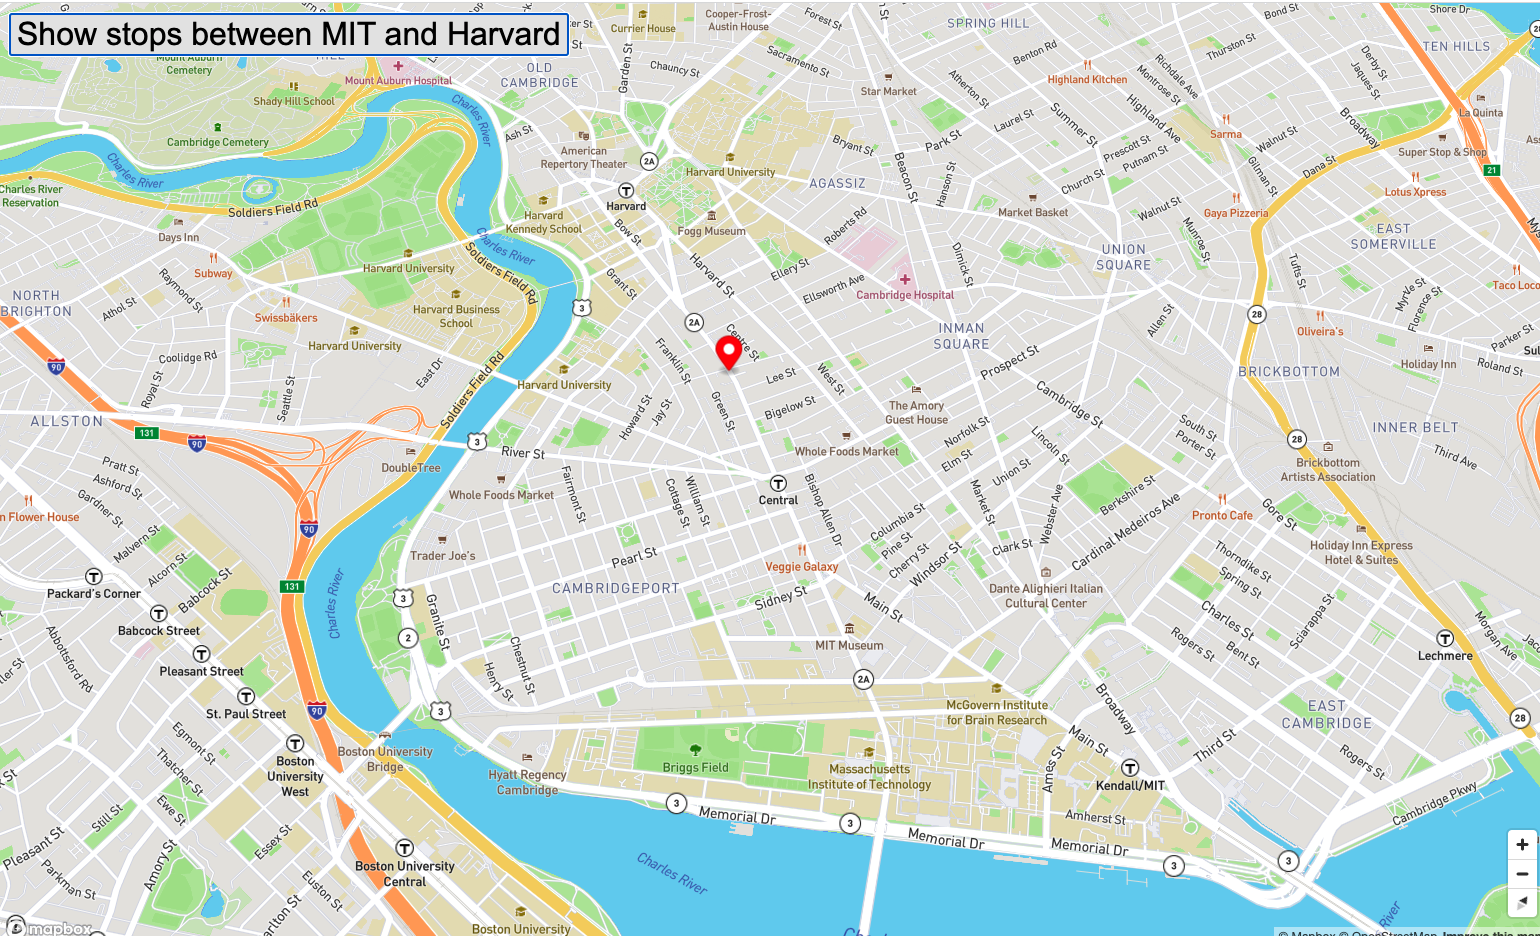 Show stops between MIT and Harvard
Mount Auburn
Cemetery
Mount Auburn Hospital
Shady Hill School
Cambridge Cemetery
Charles River
Charles River
Reservation
Charles River
Soldiers Field Rd
Days Inn
Subway
Swissbäkers
Raymond St
Athol St
NORTH
BRIGHTON
Coolidge Rd
Royal St
Seattle St
ALLSTON
Harvard University
Harvard University
Harvard Business
School
Harvard University
East Dr
Soldiers Field Rd
Soldiers Field Rd
Charles River
OLD
CAMBRIDGE
Ash St
American
Repertory Theater
Harvard
Kennedy School
Harvard
Bow St
Grant St
Garden St
Chauncy St
Currier House
Cooper-Frost-
Austin House
Forest St
Sacramento St
Star Market
Harvard University
Fogg Museum
AGASSIZ
Bryant St
Beacon St
Park St
Hanson St
Laurel St
Atherton St
SPRING HILL
Benton Rd
Highland Kitchen
Richdale Ave
Montrose St
Thurston St
Bond St
Highland Ave
Summer St
Sarma
Prescott St
Putnam St
Church St
Market Basket
Walnut St
Gaya Pizzeria
Gilman St
Walnut St
Munroe St
UNION
SQUARE
Derby St
Jaques St
Shore Dr
TEN HILLS
Broadway
La Quinta
Super Stop & Shop
Lotus Xpress
Dana St
EAST
SOMERVILLE
Tufts St
Taco Loco
Myrtle St
Florence St
Oliveira's
Holiday Inn
Parker St
Roland St
BRICKBOTTOM
INNER BELT
Third Ave
Brickbottom
Artists Association
Harvard St
Ellery St
Roberts Rd
Ellsworth Ave
Cambridge Hospital
Dimick St
INMAN
SQUARE
Prospect St
Cambridge St
Allen St
Centre St
Lee St
West St
Franklin St
Green St
Bigelow St
Howard St
Jay St
The Amory
Guest House
Whole Foods Market
Norfolk St
Elm St
Union St
Lincoln St
South St
Porter St
Market St
Webster Ave
Berkshire St
Cardinal Medeiros Ave
Clark St
Pronto Cafe
Gore St
Holiday Inn Express
Hotel & Suites
Thorndike St
Spring St
Charles St
Sciarappa St
Bent St
Rogers St
Morgan Ave
Lechmere
EAST
CAMBRIDGE
Rogers St
Third St
Cambridge Pkwy
River St
DoubleTree
Whole Foods Market
Fairmont St
Cottage St
William St
Central
Bishop Allen Dr
Columbia St
Pine St
Cherry St
Windsor St
Dante Alighieri Italian
Cultural Center
Trader Joe's
Pearl St
Veggie Galaxy
CAMBRIDGEPORT
Sidney St
Main St
MIT Museum
Granite St
Chestnut St
Henry St
McGovern Institute
for Brain Research
Broadway
Main St
Ames St
Kendall/MIT
Amherst St
Briggs Field
Massachusetts
Institute of Technology
Hyatt Regency
Cambridge
Memorial Dr
Memorial Dr
Memorial Dr
Charles River
Charles River
Pratt St
Ashford St
Gardner St
Malvern St
Alcorn St
Babcock St
Packard's Corner
Babcock Street
Pleasant Street
St. Paul Street
Abbottsford Rd
Egmont St
Thatcher St
Boston
University
West
Boston University
Bridge
Ewe St
Still St
Pleasant St
Parkman St
Amory St
Essex St
Euston St
Boston University
Central
Boston University
River
2A
2A
2A
28
28
28
21
3
3
3
3
3
3
3
3
2
90
90
90
90
131
131
mapbox
© Mapbox © OpenStreetMap